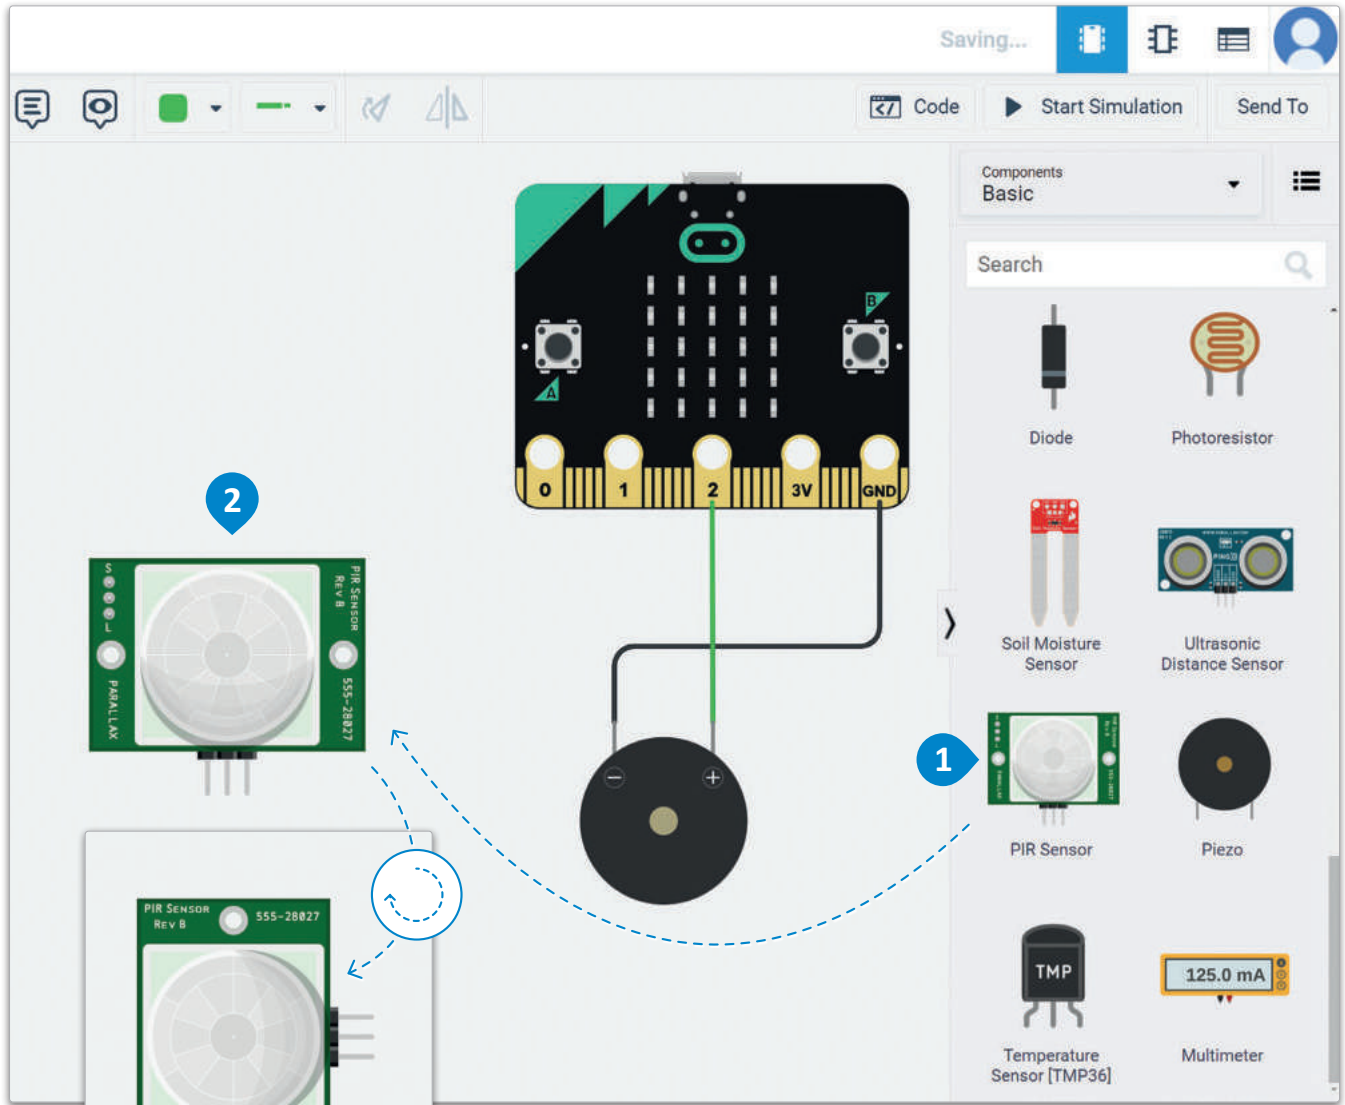 Saving...
Code
Start Simulation
Send To
Components
Basic
Search
B
A
0
1
2
3V
GND
Diode
Photoresistor
2
S
L
PARALLAX
PIR SENSOR
REV B
555-28027
Soil Moisture
Sensor
PING)))
Ultrasonic
Distance Sensor
1
PIR Sensor
Piezo
− +
PIR SENSOR
REV B
555-28027
TMP
125.0 mA
Temperature
Sensor [TMP36]
Multimeter